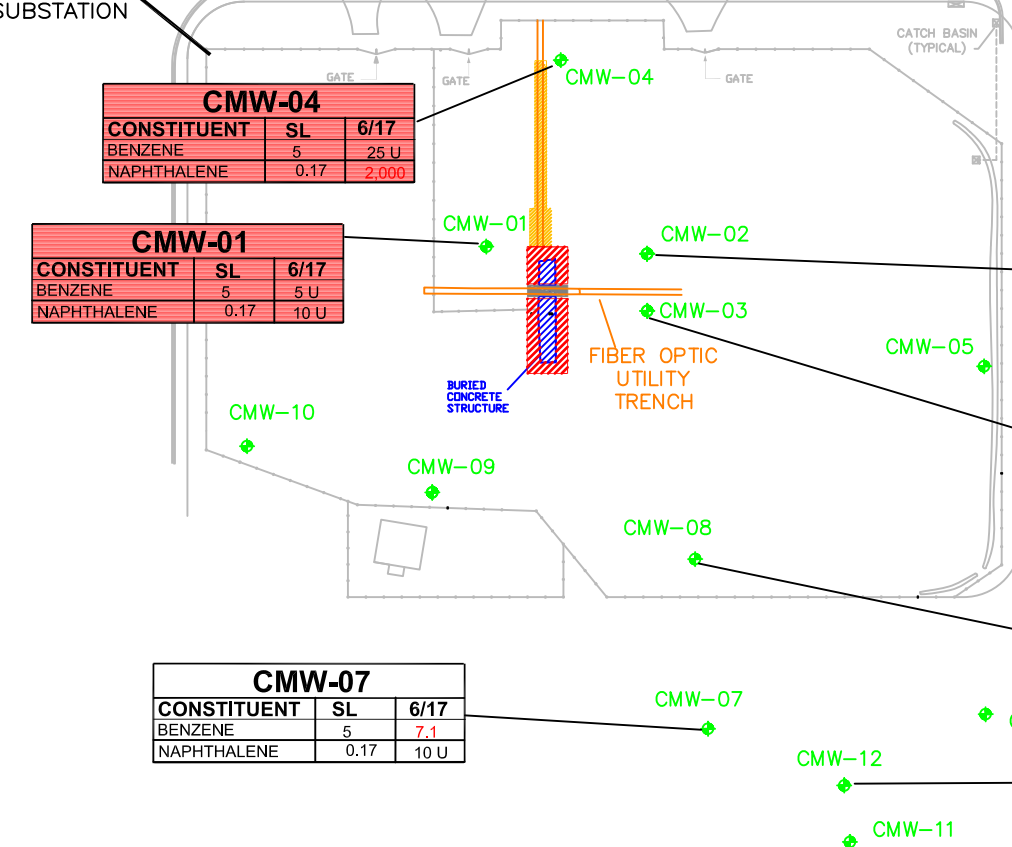 SUBSTATION
CATCH BASIN
(TYPICAL)
GATE
GATE
GATE
CMW-04
CMW-04
CONSTITUENT SL 6/17
BENZENE 5 25 U
NAPHTHALENE 0.17 2,000
CMW-01
CMW-02
CMW-01
CONSTITUENT SL 6/17
BENZENE 5 5 U
NAPHTHALENE 0.17 10 U
CMW-03
CMW-05
FIBER OPTIC
UTILITY
TRENCH
BURIED
CONCRETE
STRUCTURE
CMW-10
CMW-09
CMW-08
CMW-07
CONSTITUENT SL 6/17
BENZENE 5 7.1
NAPHTHALENE 0.17 10 U
CMW-07
CMW-12
CMW-11